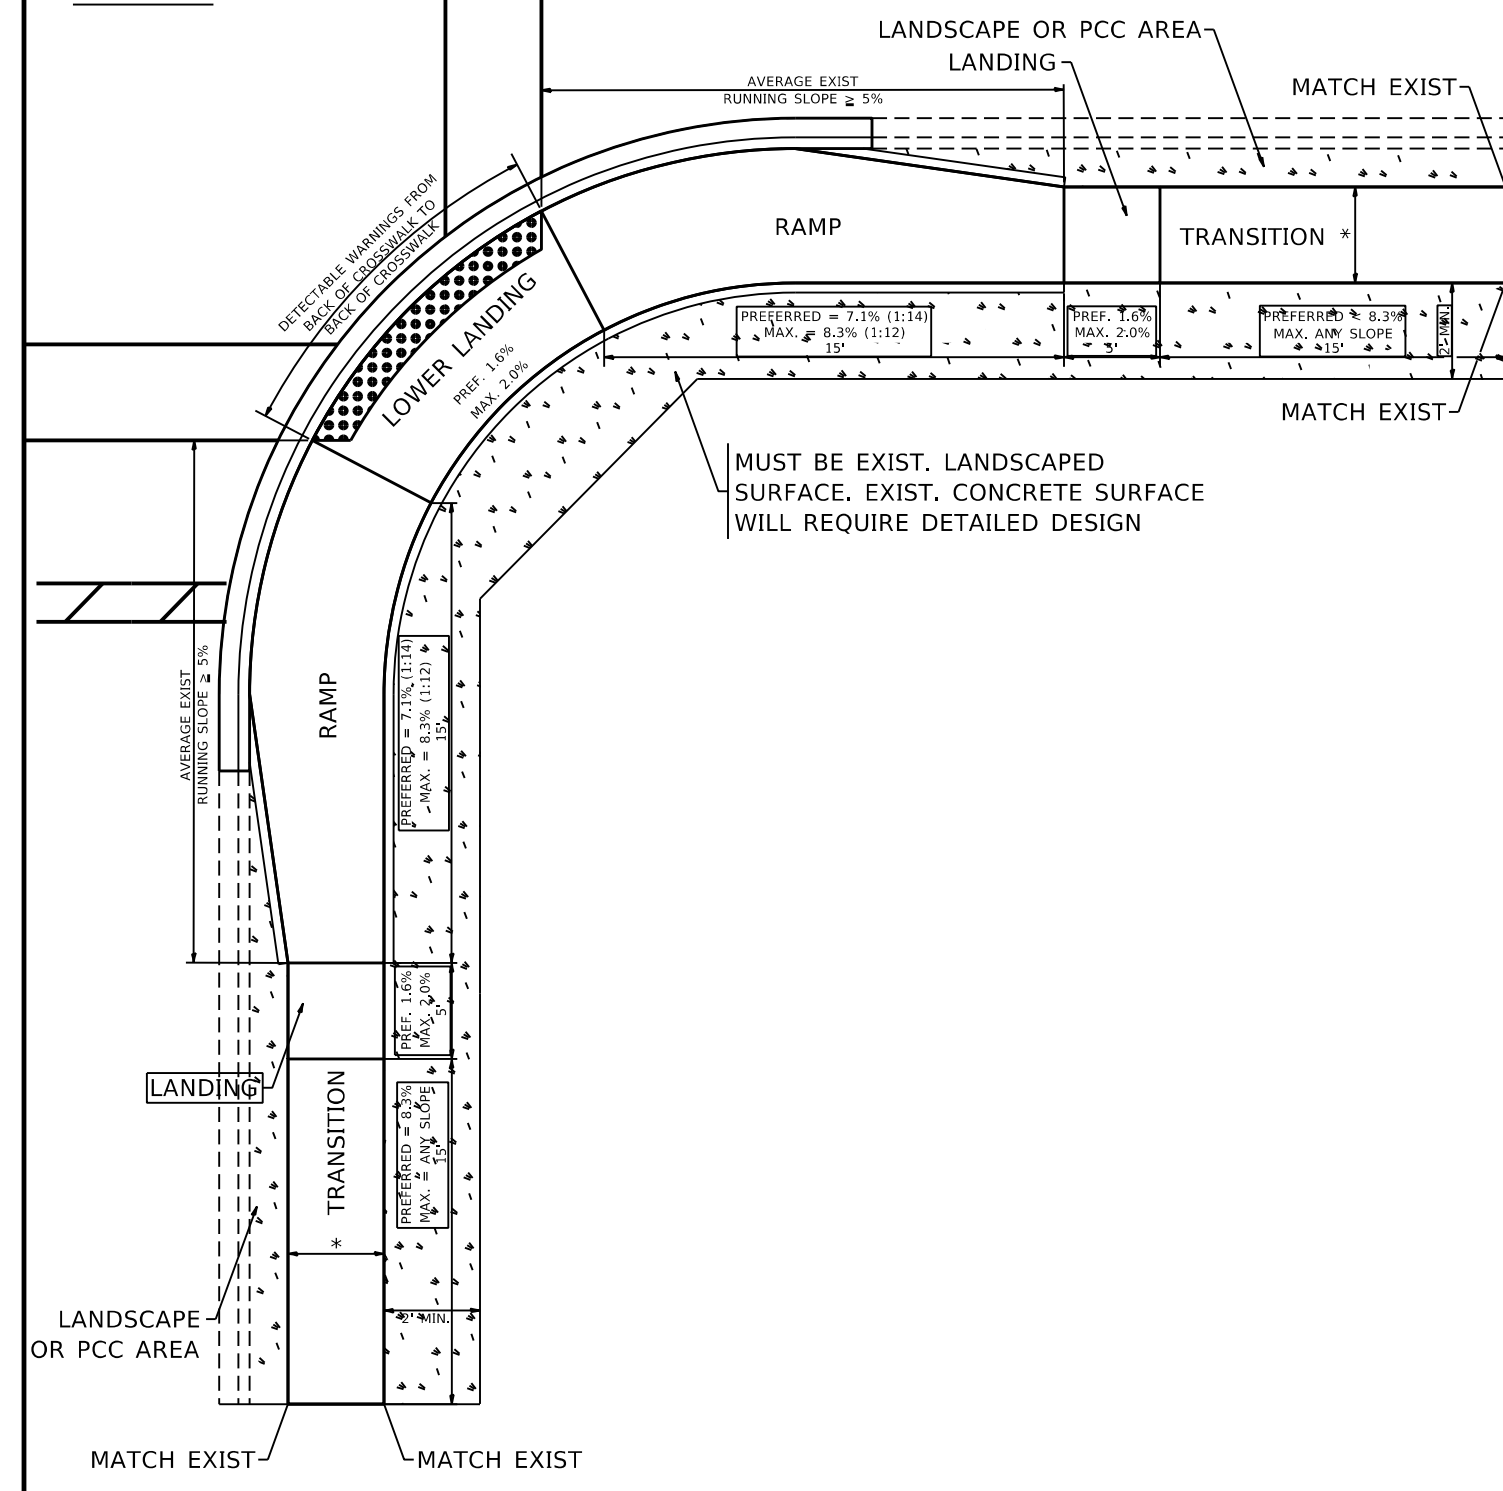 LANDSCAPE OR PCC AREA
LANDING
MATCH EXIST
AVERAGE EXIST
RUNNING SLOPE ≥ 5%
DETECTABLE WARNINGS FROM
BACK OF CROSSWALK TO
BACK OF CROSSWALK
RAMP
TRANSITION *
LOWER LANDING
PREF. 1.6%
MAX. 2.0%
PREFERRED = 7.1% (1:14)
MAX. = 8.3% (1:12)
15'
PREF. 1.6%
MAX. 2.0%
5'
PREFERRED < 8.3%
MAX. ANY SLOPE
15'
2' MIN.
MATCH EXIST
MUST BE EXIST. LANDSCAPED
SURFACE. EXIST. CONCRETE SURFACE
WILL REQUIRE DETAILED DESIGN
AVERAGE EXIST
RUNNING SLOPE ≥ 5%
RAMP
PREFERRED = 7.1% (1:14)
MAX. = 8.3% (1:12)
15'
PREF. 1.6%
MAX. 2.0%
5'
LANDING
TRANSITION
*
PREFERRED = 8.3%
MAX. = ANY SLOPE
15'
2' MIN.
LANDSCAPE
OR PCC AREA
MATCH EXIST
MATCH EXIST